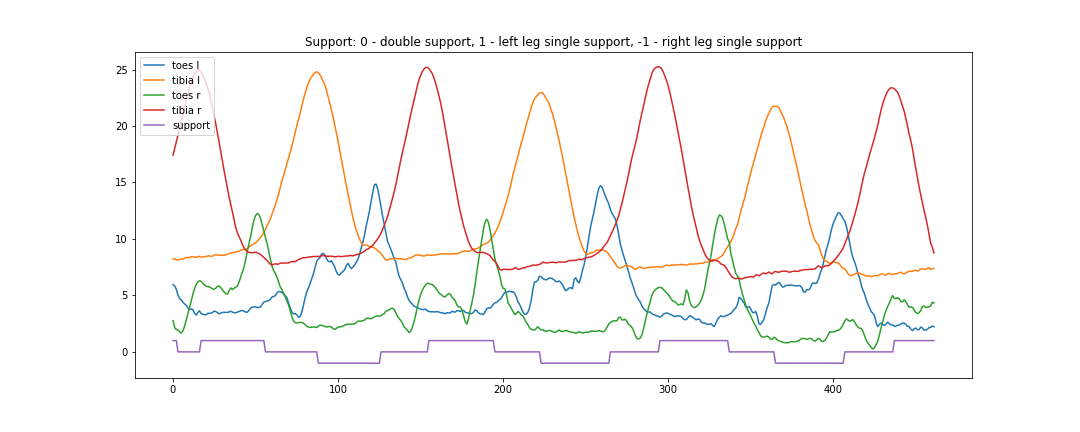 Support: 0 - double support, 1 - left leg single support, -1 - right leg single support
25
20
15
10
5
0
toes l
tibia l
toes r
tibia r
support
0 100 200 300 400